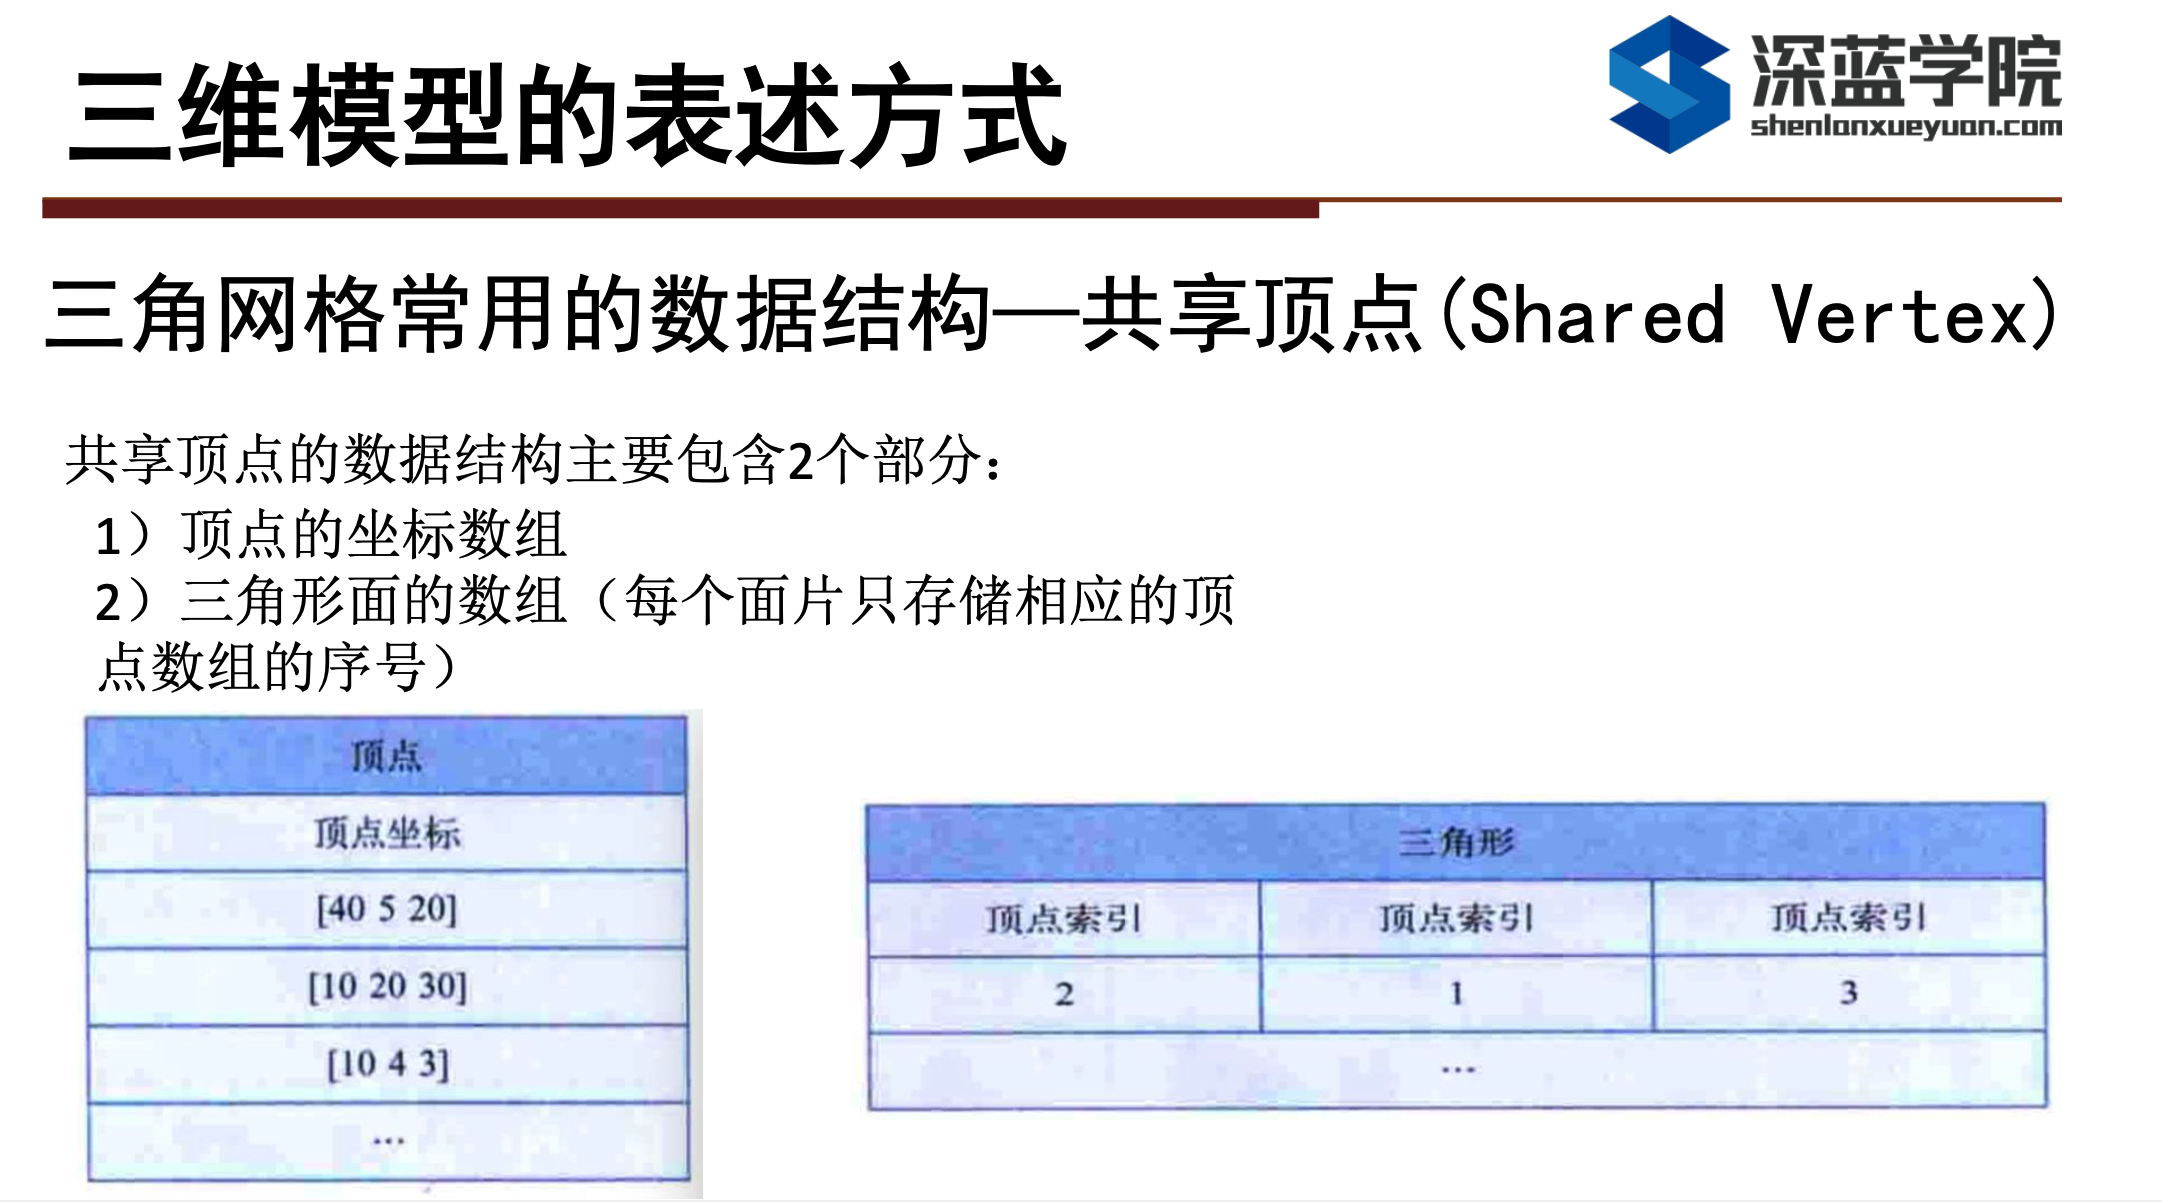 三维模型的表述方式
深蓝学院
shenlanxueyuan.com
三角网格常用的数据结构—共享顶点(Shared Vertex)
共享顶点的数据结构主要包含2个部分：
1）顶点的坐标数组
2）三角形面的数组（每个面片只存储相应的顶
点数组的序号）
顶点
顶点坐标
[40 5 20]
[10 20 30]
[10 4 3]
...
三角形
顶点索引 顶点索引 顶点索引
2 1 3
...